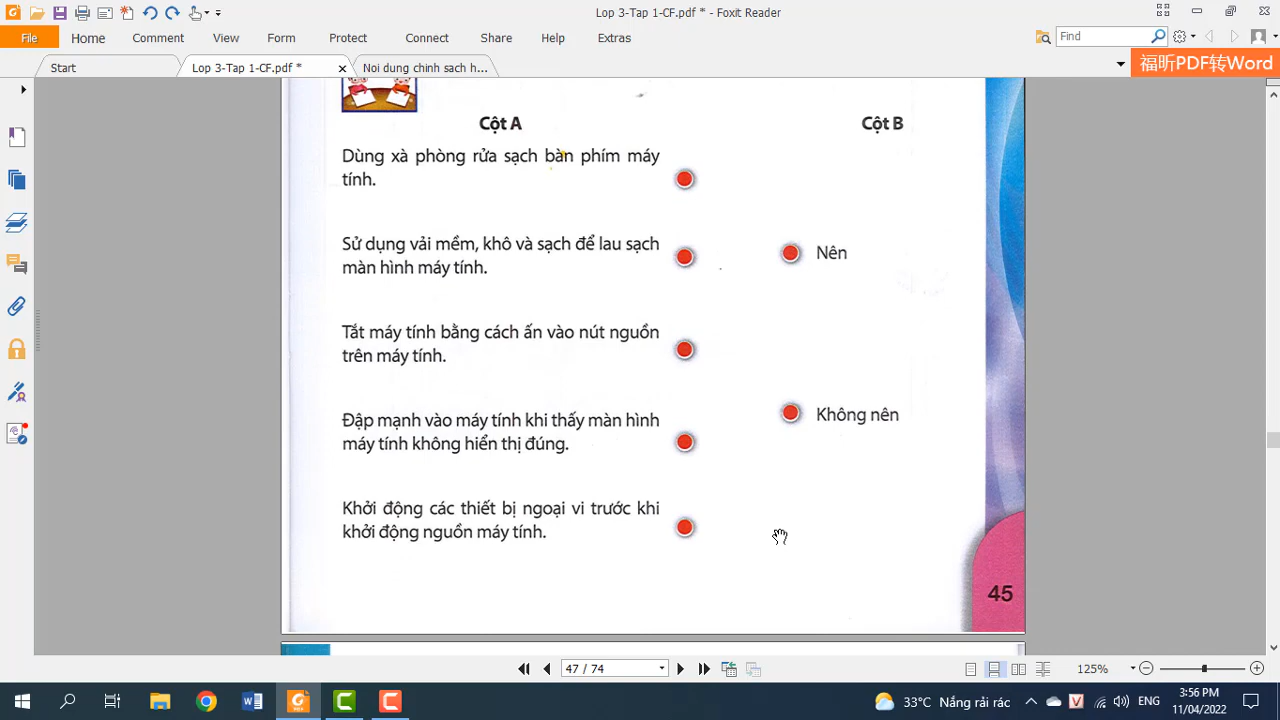 Lop 3-Tap 1-CF.pdf * - Foxit Reader
File Home Comment View Form Protect Connect Share Help Extras Find
福昕PDF转Word
Start Lop 3-Tap 1-CF.pdf * Noi dung chinh sach h...
Cột A Cột B
Dùng xà phòng rửa sạch bàn phím máy
tính.
Sử dụng vải mềm, khô và sạch để lau sạch
màn hình máy tính.
Nên
Tắt máy tính bằng cách ấn vào nút nguồn
trên máy tính.
Đập mạnh vào máy tính khi thấy màn hình
máy tính không hiển thị đúng.
Không nên
Khởi động các thiết bị ngoại vi trước khi
khởi động nguồn máy tính.
45
47 / 74 125%
33°C Nắng rải rác ENG 3:56 PM
11/04/2022